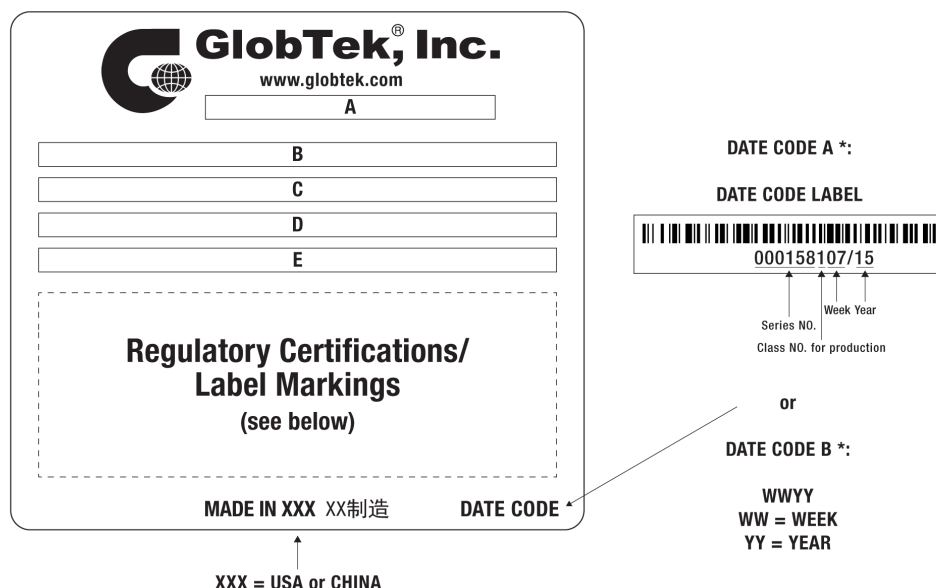 GlobTek,® Inc.
www.globtek.com
A
B
C
D
E
Regulatory Certifications/
Label Markings
(see below)
MADE IN XXX XX制造 DATE CODE
XXX = USA or CHINA
DATE CODE A *:
DATE CODE LABEL
000158107/15
Week Year
Series NO.
Class NO. for production
or
DATE CODE B *:
WWYY
WW = WEEK
YY = YEAR